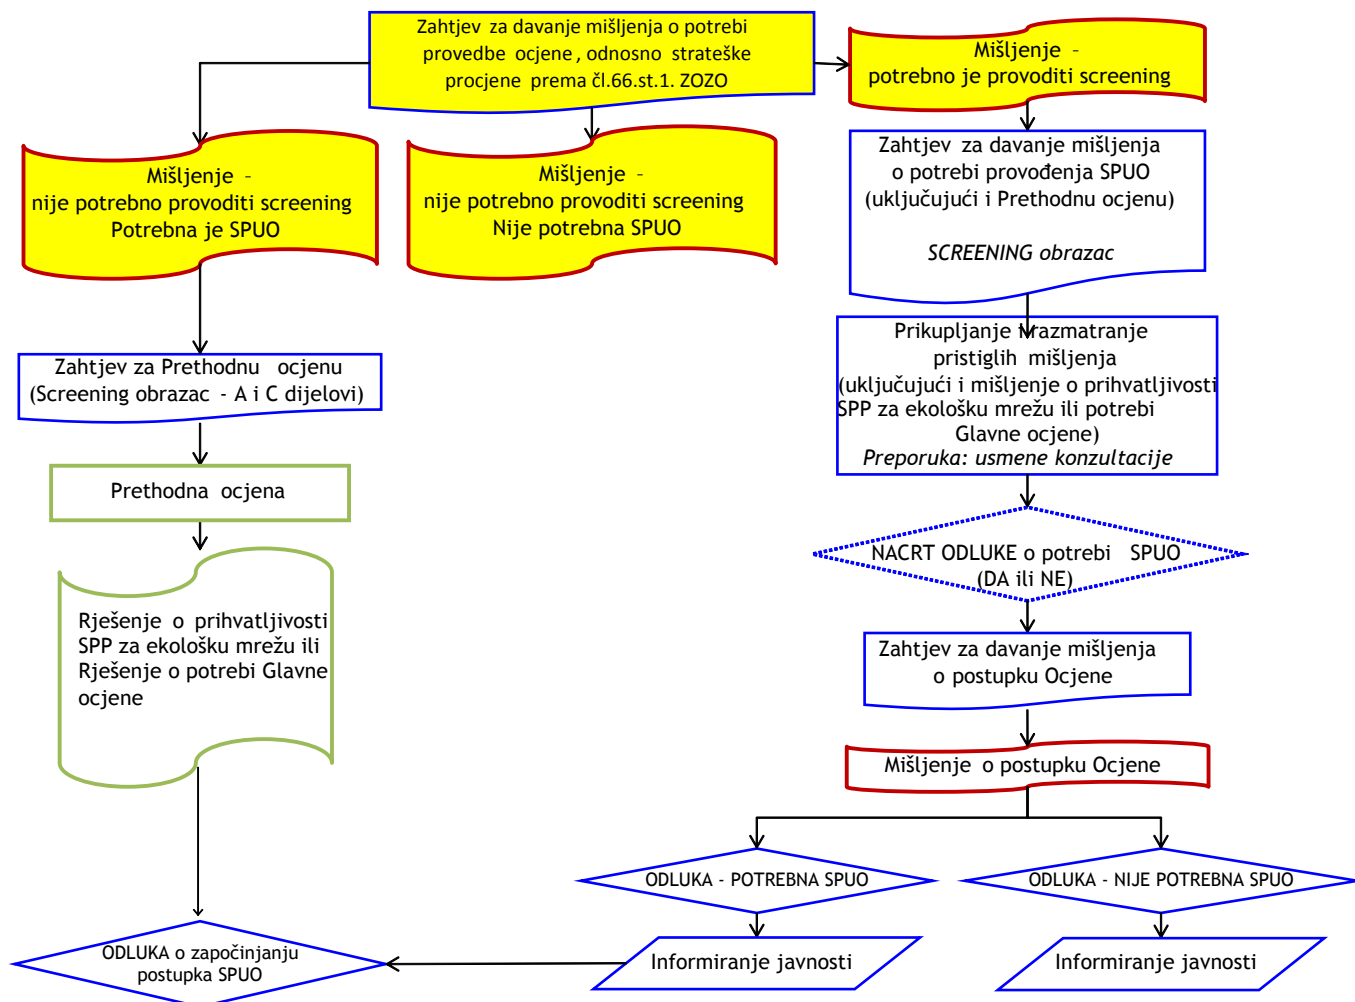 Zahtjev za davanje mišljenja o potrebi
provedbe ocjene , odnosno strateške
procjene prema čl.66.st.1. ZOZO
Mišljenje –
potrebno je provoditi screening
Mišljenje –
nije potrebno provoditi screening
Potrebna je SPUO
Mišljenje –
nije potrebno provoditi screening
Nije potrebna SPUO
Zahtjev za davanje mišljenja
o potrebi provođenja SPUO
(uključujući i Prethodnu ocjenu)
SCREENING obrazac
Zahtjev za Prethodnu ocjenu
(Screening obrazac - A i C dijelovi)
Prikupljanje i razmatranje
pristiglih mišljenja
(uključujući i mišljenje o prihvatljivosti
SPP za ekološku mrežu ili potrebi
Glavne ocjene)
Preporuka: usmene konzultacije
Prethodna ocjena
NACRT ODLUKE o potrebi SPUO
(DA ili NE)
Rješenje o prihvatljivosti
SPP za ekološku mrežu ili
Rješenje o potrebi Glavne
ocjene
Zahtjev za davanje mišljenja
o postupku Ocjene
Mišljenje o postupku Ocjene
ODLUKA - POTREBNA SPUO
ODLUKA - NIJE POTREBNA SPUO
ODLUKA o započinjanju
postupka SPUO
Informiranje javnosti
Informiranje javnosti